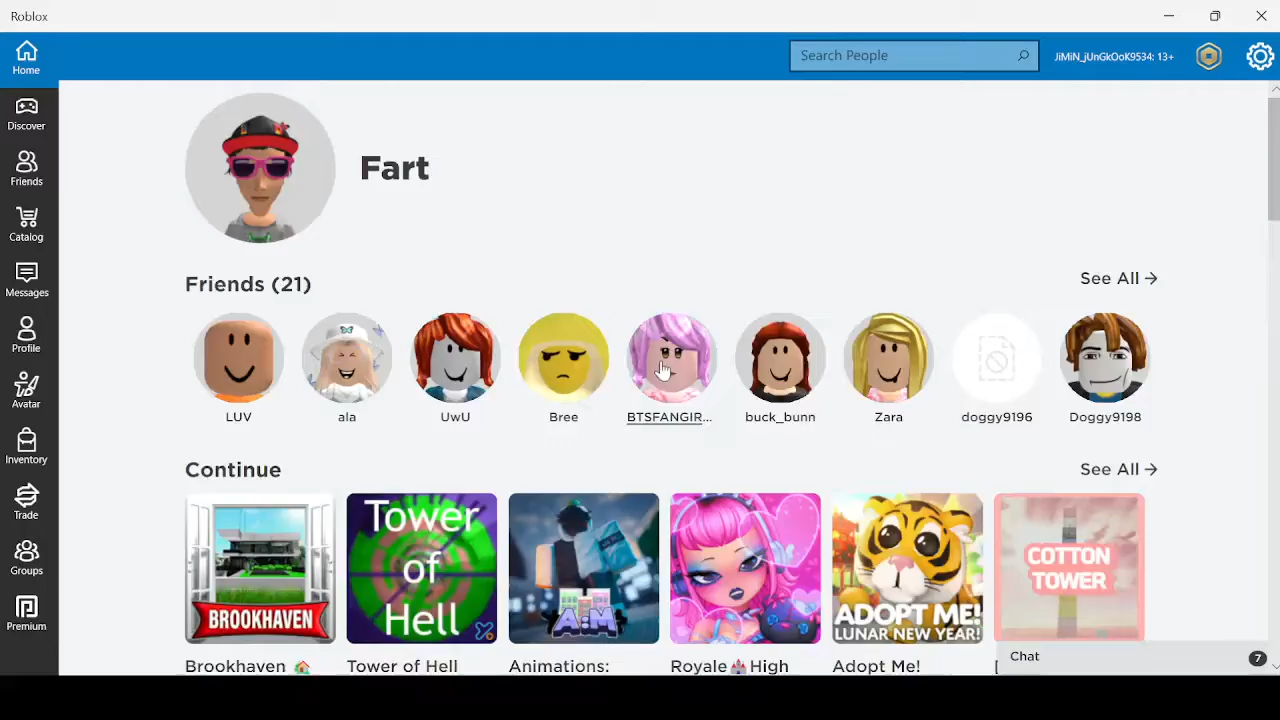 Roblox
Home
Search People
JiMiN_jUnGkOoK9534: 13+
Discover
Friends
Catalog
Messages
Profile
Avatar
Inventory
Trade
Groups
Premium
Fart
Friends (21)
See All →
LUV
ala
UwU
Bree
BTSFANGIR...
buck_bunn
Zara
doggy9196
Doggy9198
Continue
See All →
BROOKHAVEN
Tower of Hell
A:M
ADOPT ME!
LUNAR NEW YEAR!
COTTON TOWER
Brookhaven 🏠
Tower of Hell
Animations:
Royale🏰High
Adopt Me!
[
Chat
7